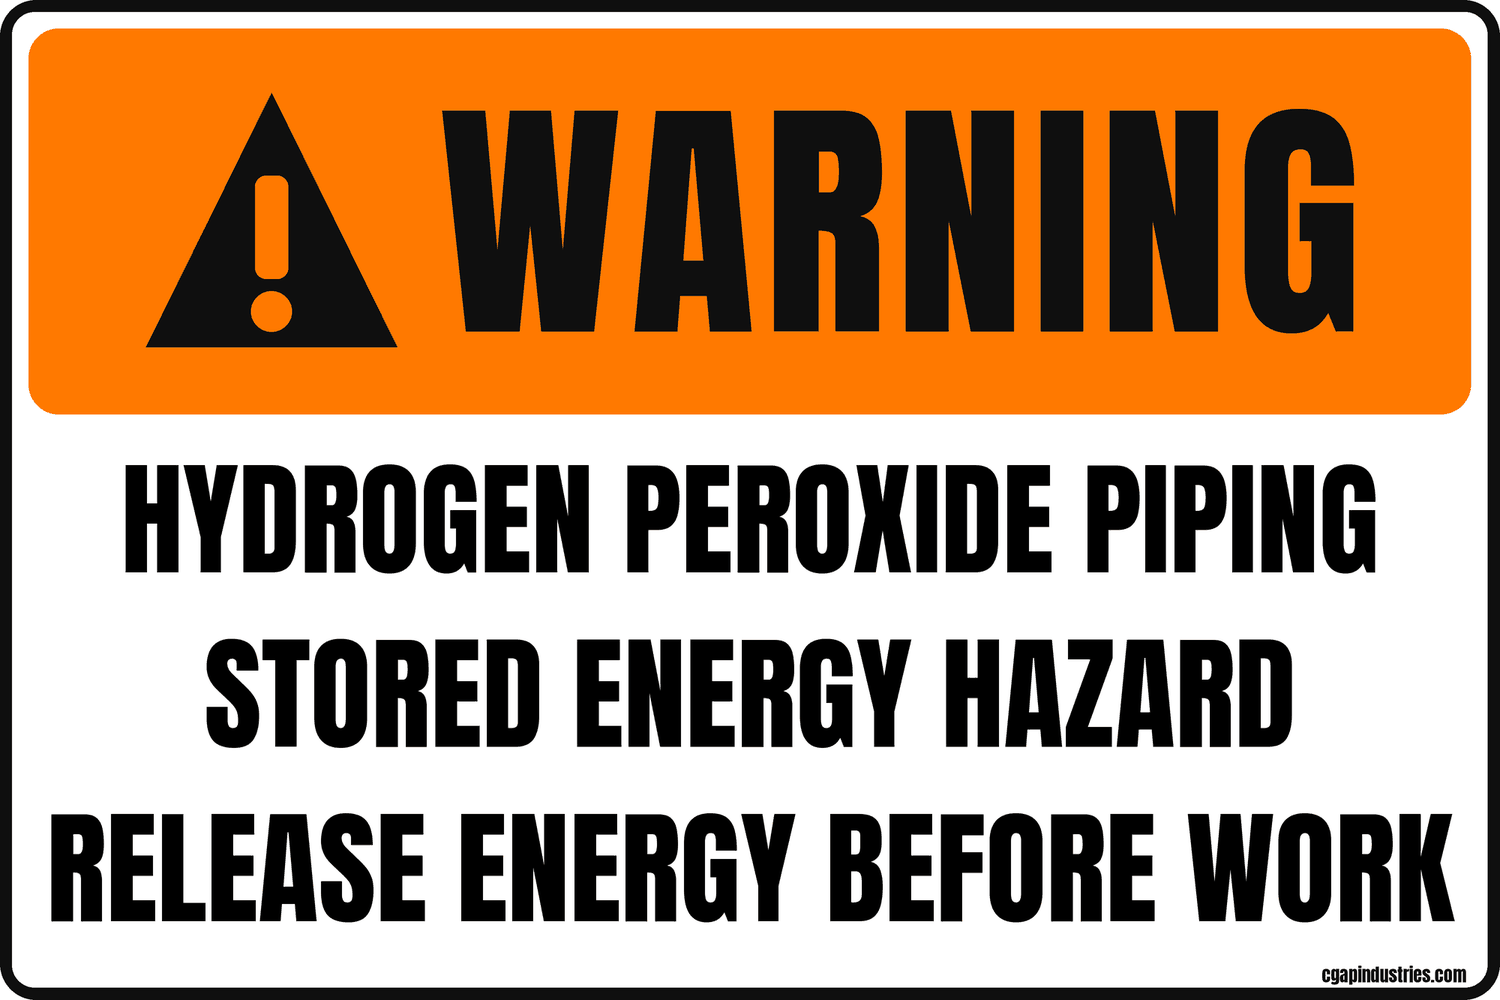 WARNING
HYDROGEN PEROXIDE PIPING
STORED ENERGY HAZARD
RELEASE ENERGY BEFORE WORK
cgapindustries.com